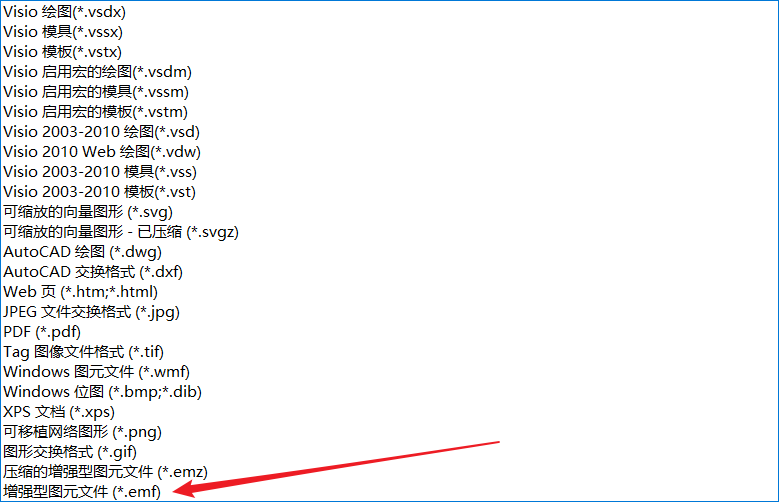 Visio 绘图(*.vsdx)
Visio 模具(*.vssx)
Visio 模板(*.vstx)
Visio 启用宏的绘图(*.vsdm)
Visio 启用宏的模具(*.vssm)
Visio 启用宏的模板(*.vstm)
Visio 2003-2010 绘图(*.vsd)
Visio 2010 Web 绘图(*.vdw)
Visio 2003-2010 模具(*.vss)
Visio 2003-2010 模板(*.vst)
可缩放的向量图形 (*.svg)
可缩放的向量图形 - 已压缩 (*.svgz)
AutoCAD 绘图 (*.dwg)
AutoCAD 交换格式 (*.dxf)
Web 页 (*.htm;*.html)
JPEG 文件交换格式 (*.jpg)
PDF (*.pdf)
Tag 图像文件格式 (*.tif)
Windows 图元文件 (*.wmf)
Windows 位图 (*.bmp;*.dib)
XPS 文档 (*.xps)
可移植网络图形 (*.png)
图形交换格式 (*.gif)
压缩的增强型图元文件 (*.emz)
增强型图元文件 (*.emf)